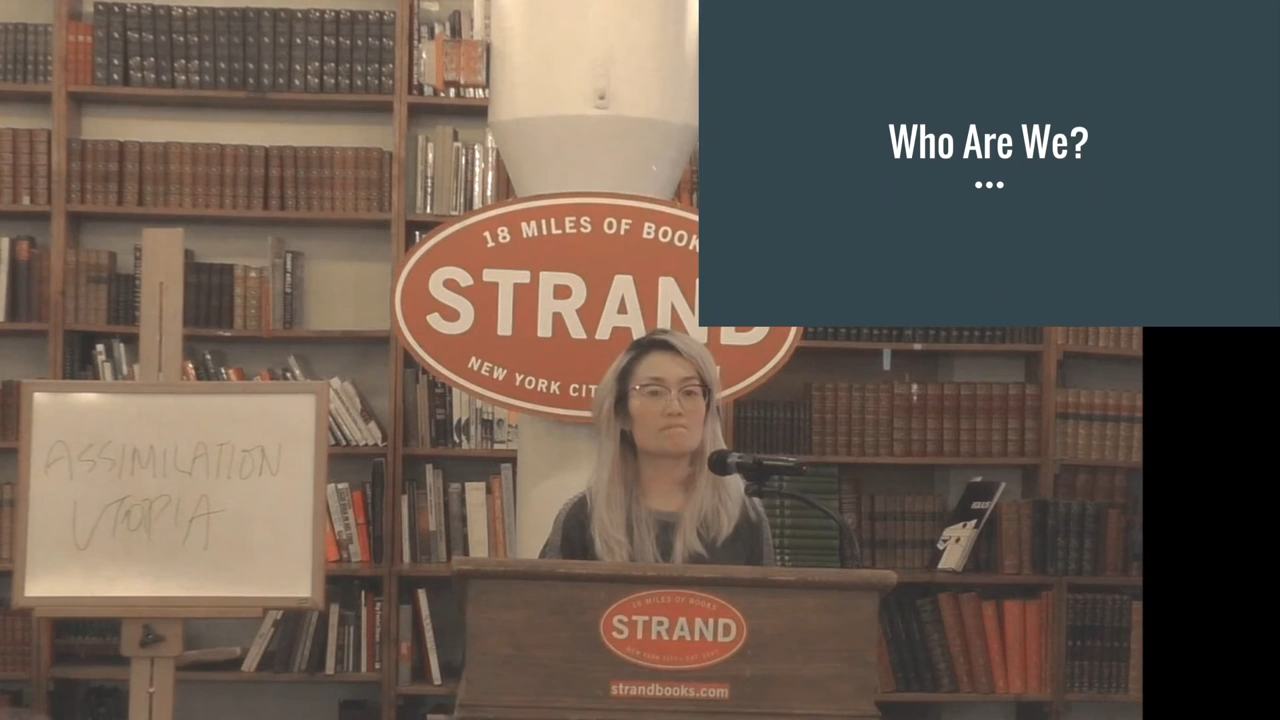 Who Are We?
18 MILES OF BOOK
STRAND
NEW YORK CIT
ASSIMILATION
UTOPIA
18 MILES OF BOOKS
STRAND
strandbooks.com